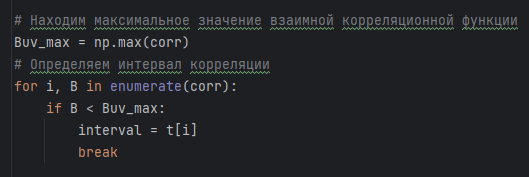 # Находим максимальное значение взаимной корреляционной функции
Buv_max = np.max(corr)
# Определяем интервал корреляции
for i, B in enumerate(corr):
    if B < Buv_max:
        interval = t[i]
        break